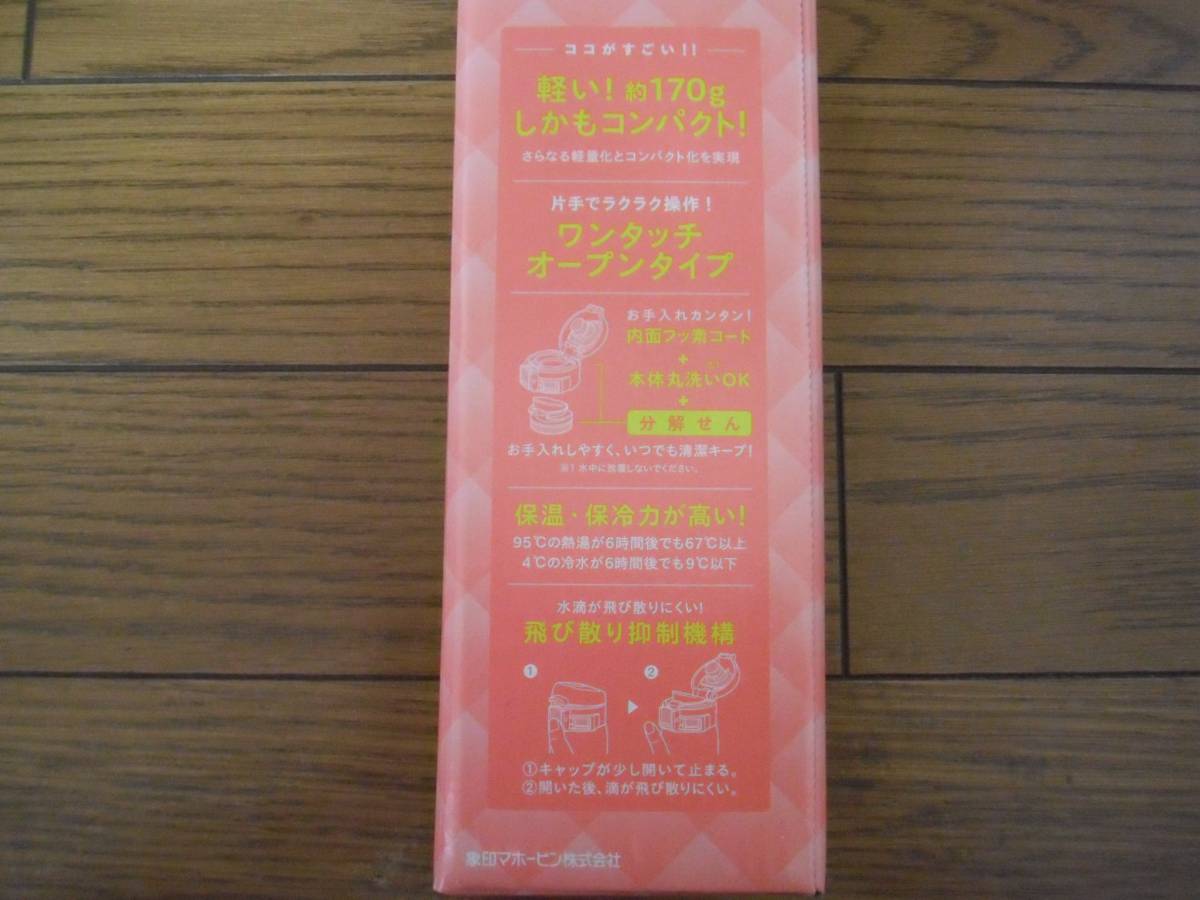 ココがすごい!!
軽い! 約170g
しかもコンパクト!
さらなる軽量化とコンパクト化を実現
片手でラクラク操作!
ワンタッチ
オープンタイプ
お手入れカンタン!
内面フッ素コート
+
本体丸洗いOK
+
分解せん
お手入れしやすく、いつでも清潔キープ!
※1 水中に放置しないでください。
保温・保冷力が高い!
95℃の熱湯が6時間後でも67℃以上
4℃の冷水が6時間後でも9℃以下
水滴が飛び散りにくい!
飛び散り抑制機構
① ②
①キャップが少し開いて止まる。
②開いた後、滴が飛び散りにくい。
象印マホービン株式会社